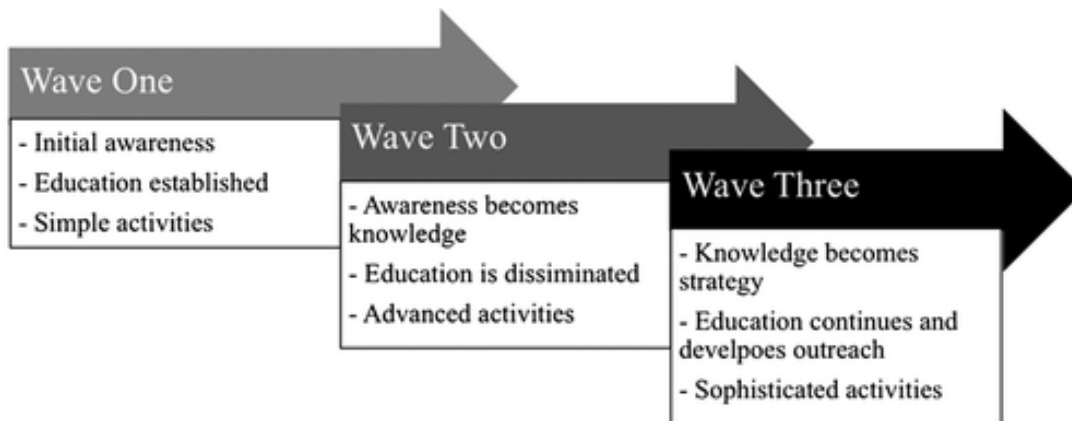 Wave One
- Initial awareness
- Education established
- Simple activities
Wave Two
- Awareness becomes
knowledge
- Education is dissiminated
- Advanced activities
Wave Three
- Knowledge becomes
strategy
- Education continues and
develpoes outreach
- Sophisticated activities